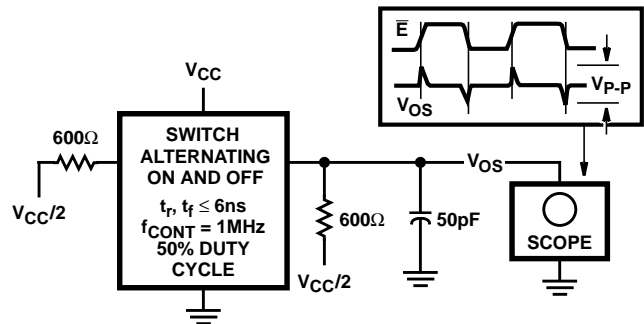 E
V_OS
V_P-P
V_CC
600Ω
V_CC/2
SWITCH
ALTERNATING
ON AND OFF
t_r, t_f ≤ 6ns
f_CONT = 1MHz
50% DUTY
CYCLE
600Ω
V_CC/2
50pF
V_OS
SCOPE